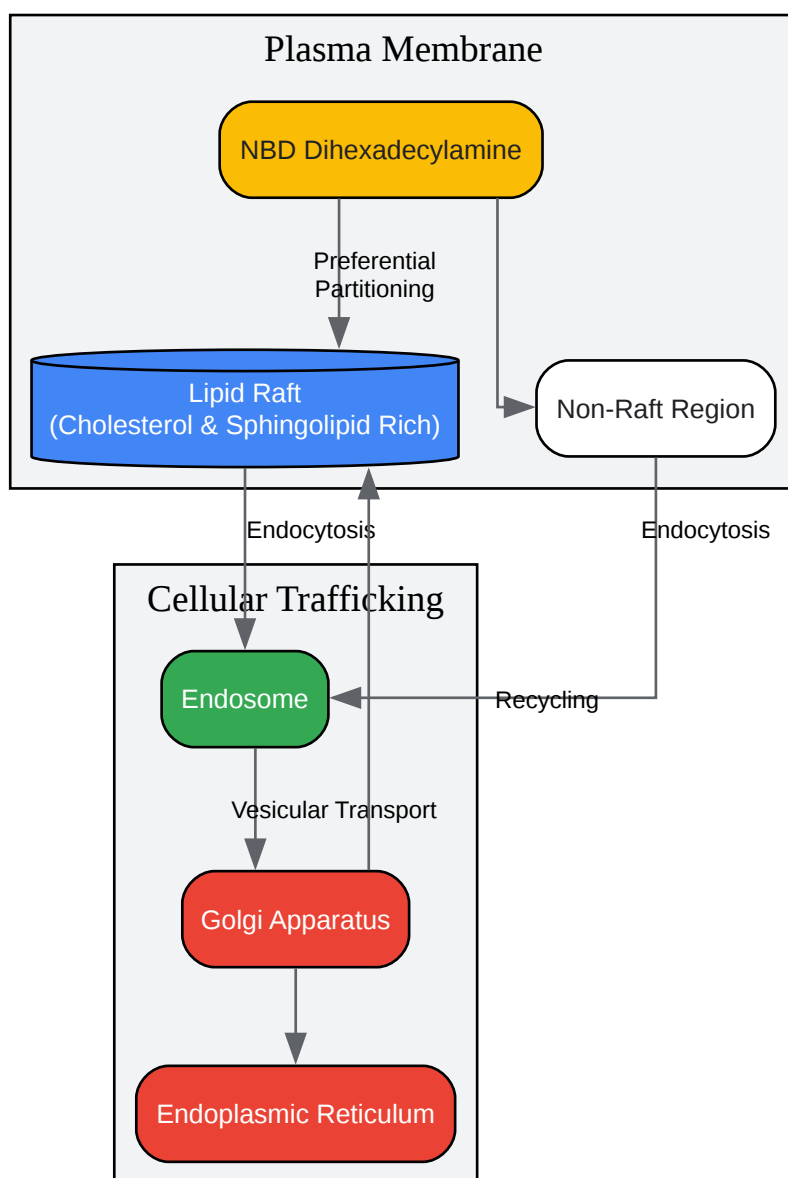 Plasma Membrane
NBD Dihexadecylamine
Preferential
Partitioning
Lipid Raft
(Cholesterol & Sphingolipid Rich)
Non-Raft Region
Endocytosis
Endocytosis
Cellular Trafficking
Endosome
Recycling
Vesicular Transport
Golgi Apparatus
Endoplasmic Reticulum